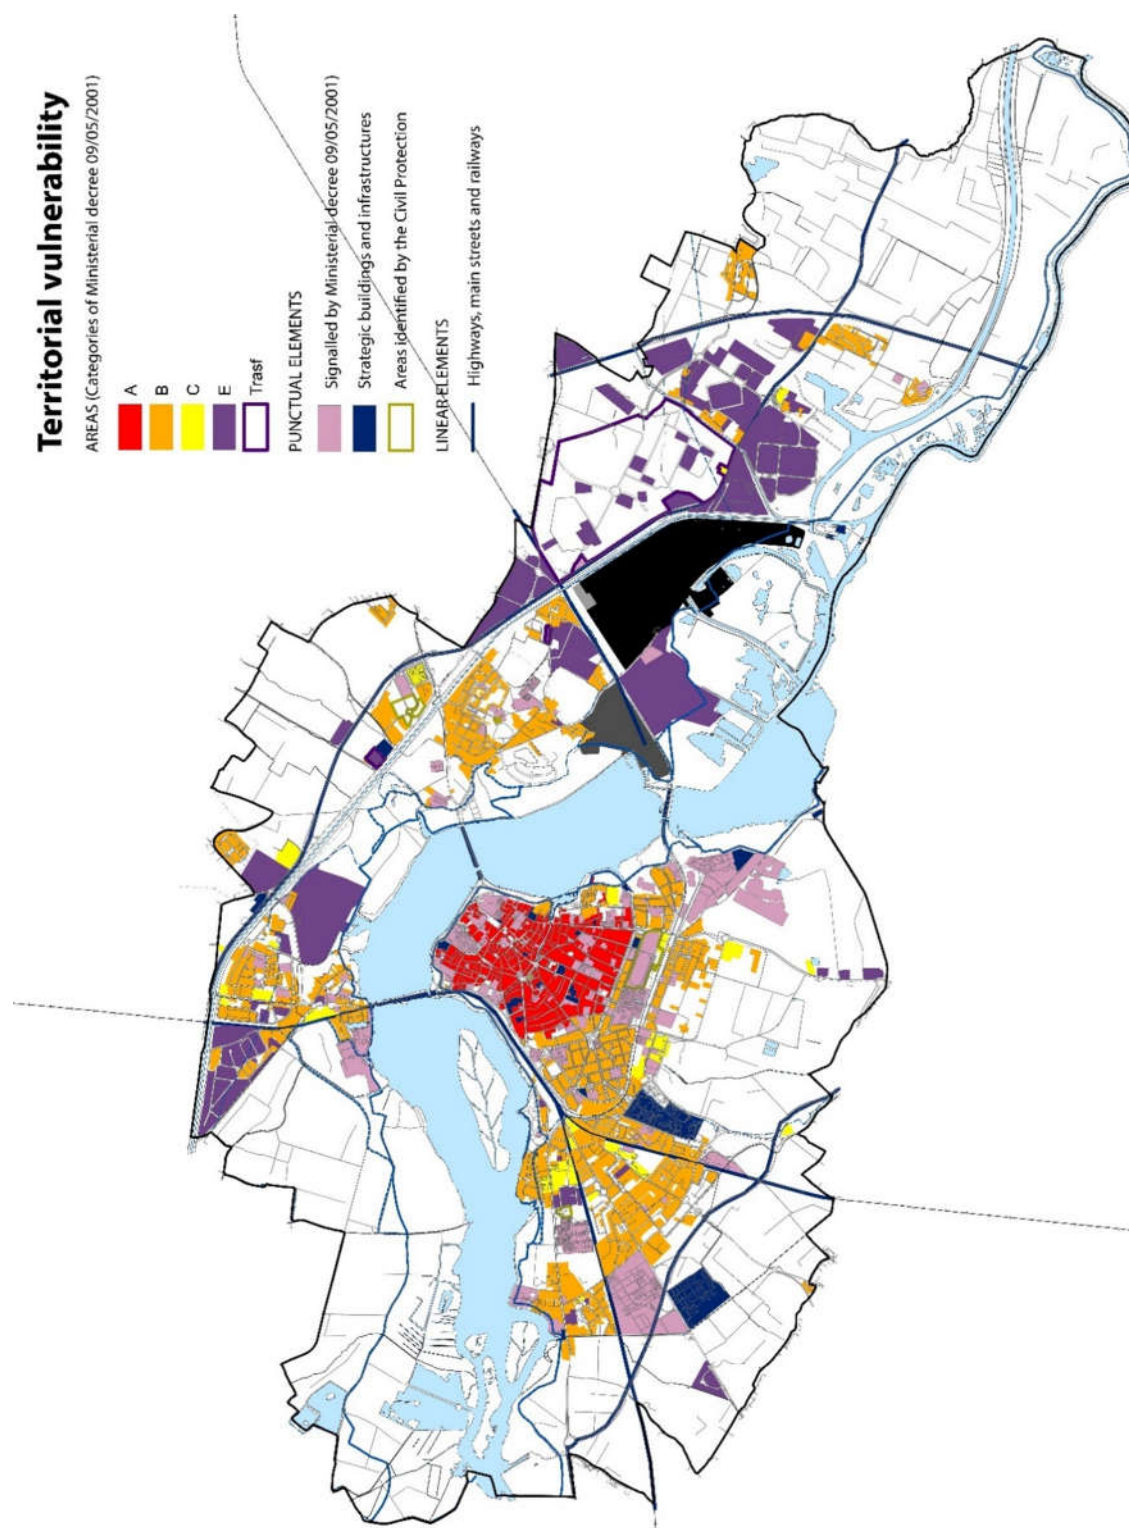 Territorial vulnerability
AREAS (Categories of Ministerial decree 09/05/2001)
A
B
C
E
Trasf
PUNCTUAL ELEMENTS
Signalled by Ministerial decree 09/05/2001)
Strategic buildings and infrastructures
Areas identified by the Civil Protection
LINEAR ELEMENTS
Highways, main streets and railways